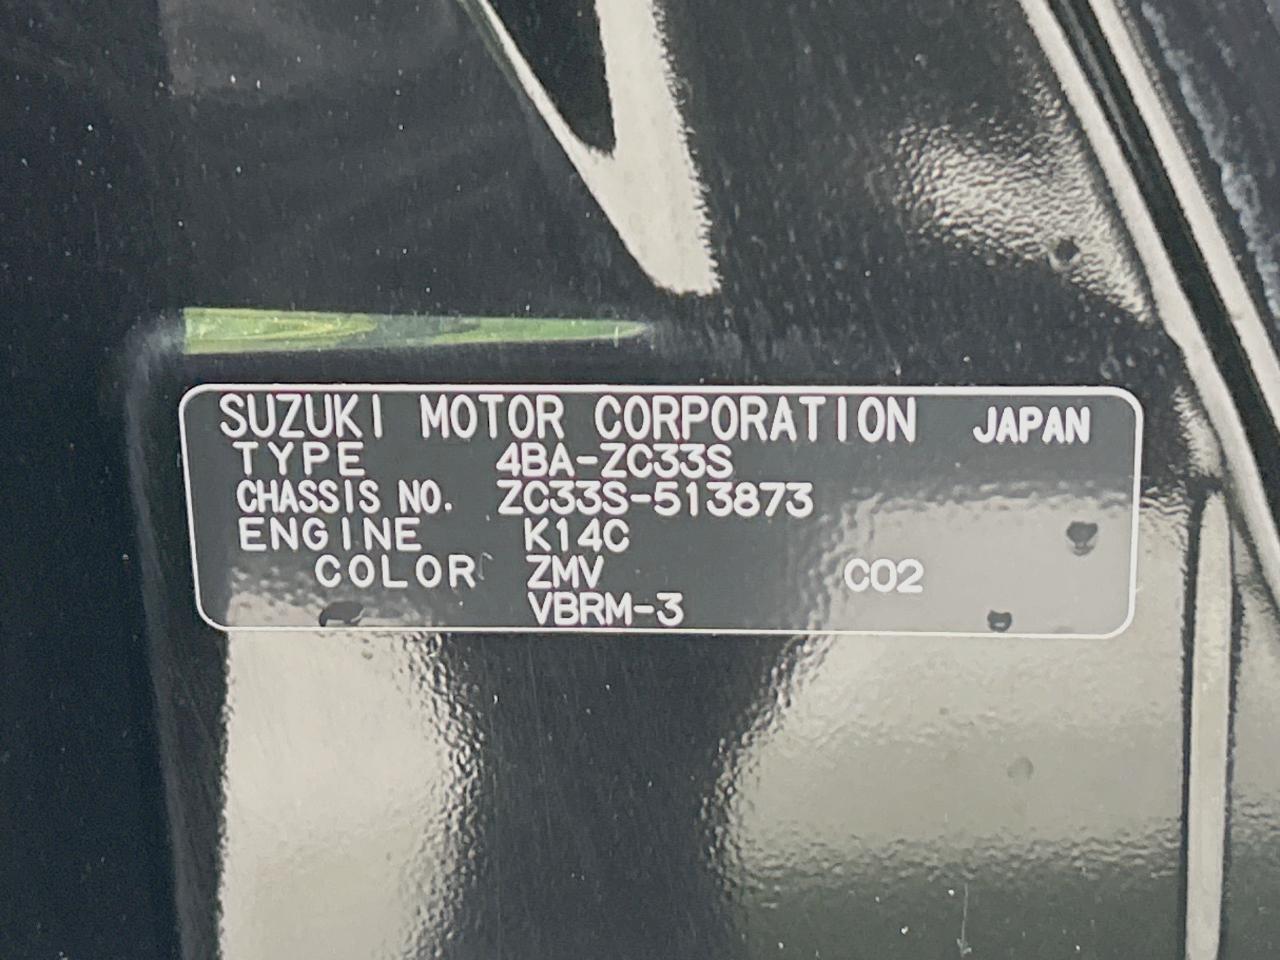 SUZUKI MOTOR CORPORATION JAPAN
TYPE 4BA-ZC33S
CHASSIS NO. ZC33S-513873
ENGINE K14C
COLOR ZMV C02
VBRM-3